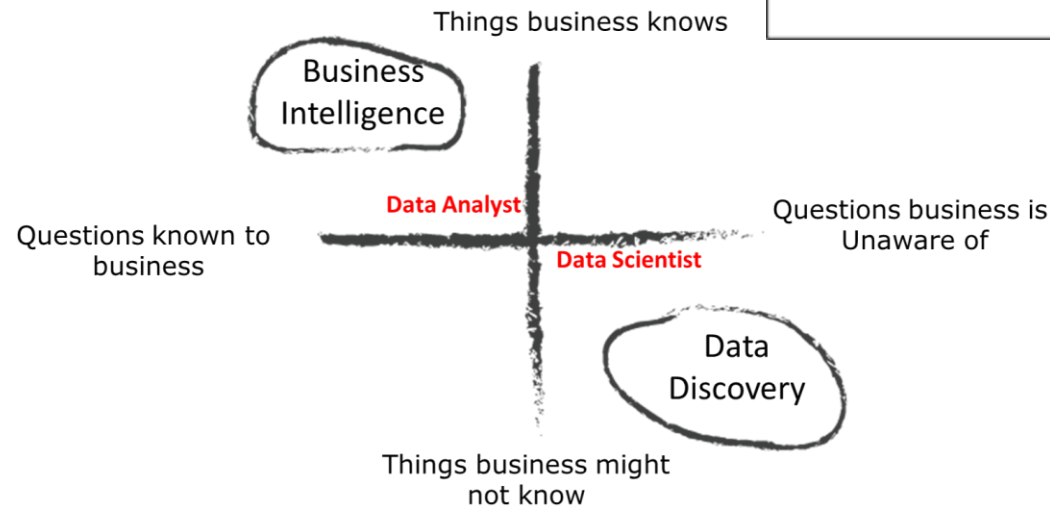 Things business knows
Business
Intelligence
Data Analyst
Questions known to
business
Questions business is
Unaware of
Data Scientist
Data
Discovery
Things business might
not know